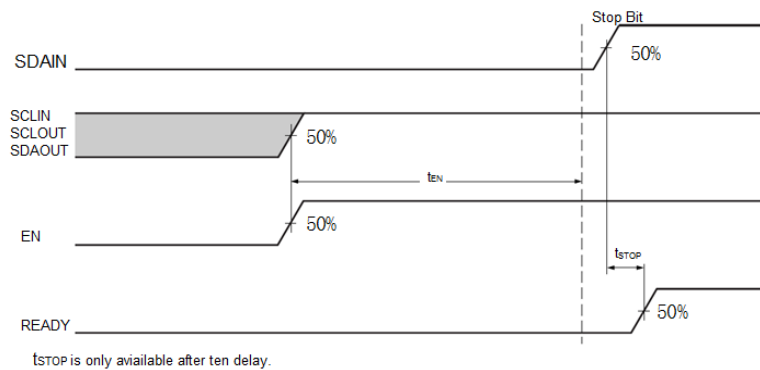 Stop Bit
SDAIN
50%
SCLIN
SCLOUT
SDAOUT
50%
tEN
EN
50%
tSTOP
READY
50%
tSTOP is only aviailable after ten delay.